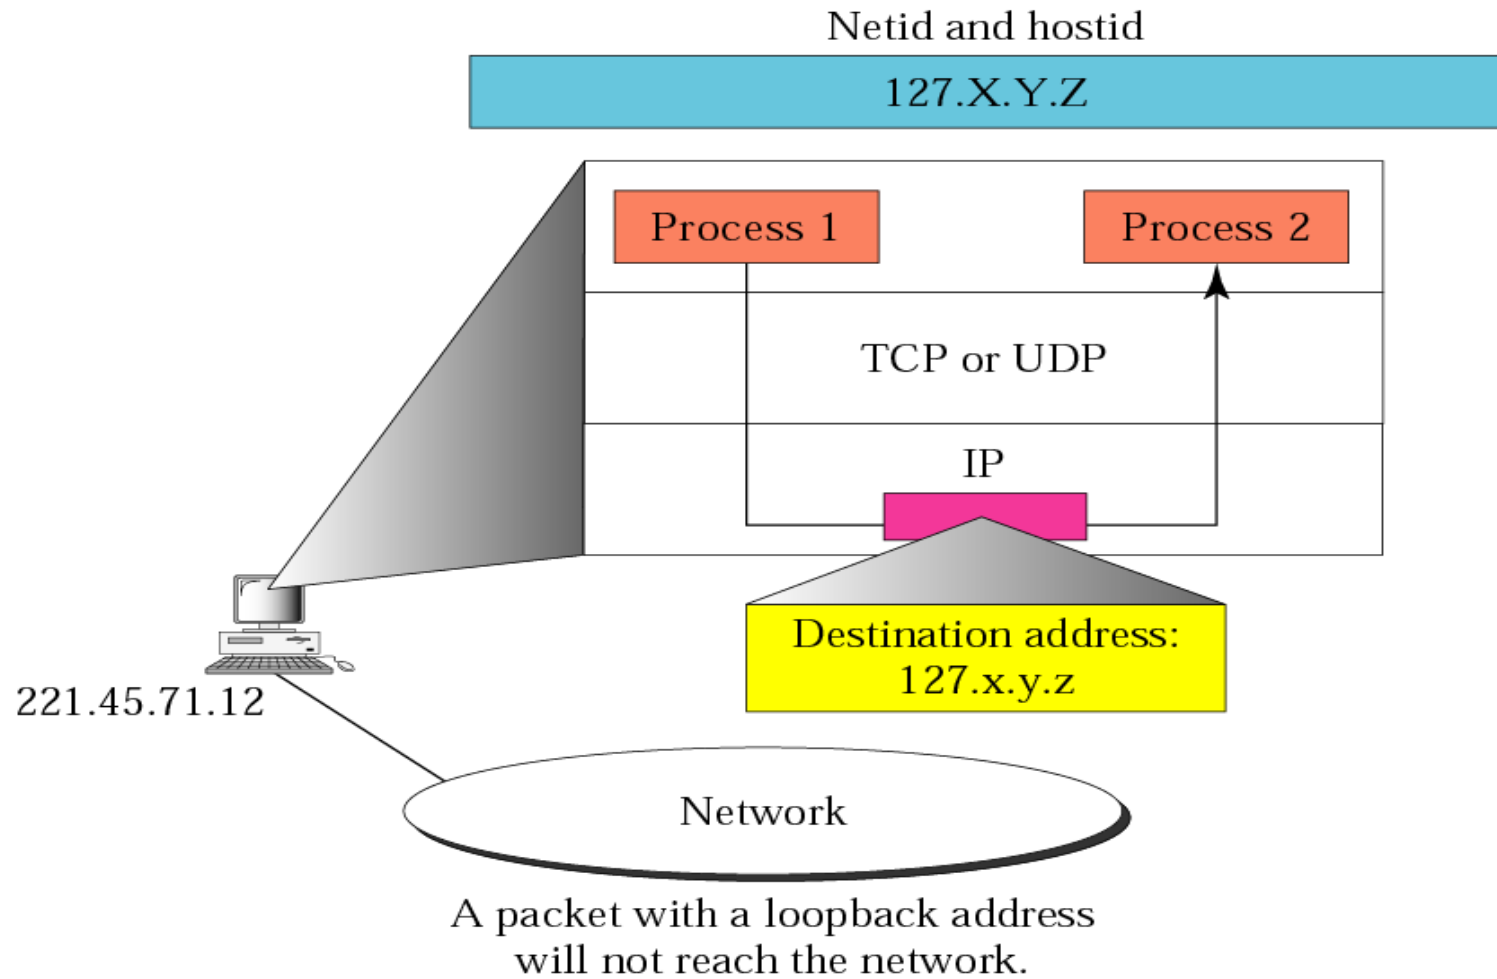 Netid and hostid
127.X.Y.Z
Process 1
Process 2
TCP or UDP
IP
Destination address:
127.x.y.z
221.45.71.12
Network
A packet with a loopback address
will not reach the network.